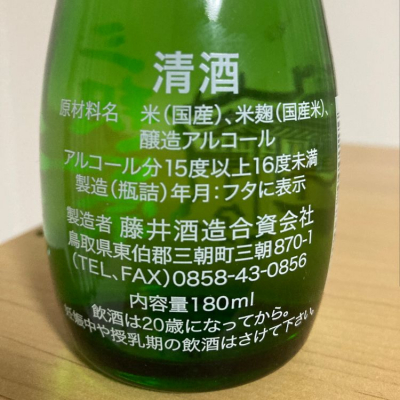 清酒
原材料名 米(国産)、米麹(国産米)、
醸造アルコール
アルコール分15度以上16度未満
製造(瓶詰)年月:フタに表示
製造者 藤井酒造合資会社
鳥取県東伯郡三朝町三朝870-1
(TEL、FAX)0858-43-0856
内容量180ml
飲酒は20歳になってから。
妊娠中や授乳期の飲酒はさけて下さい。